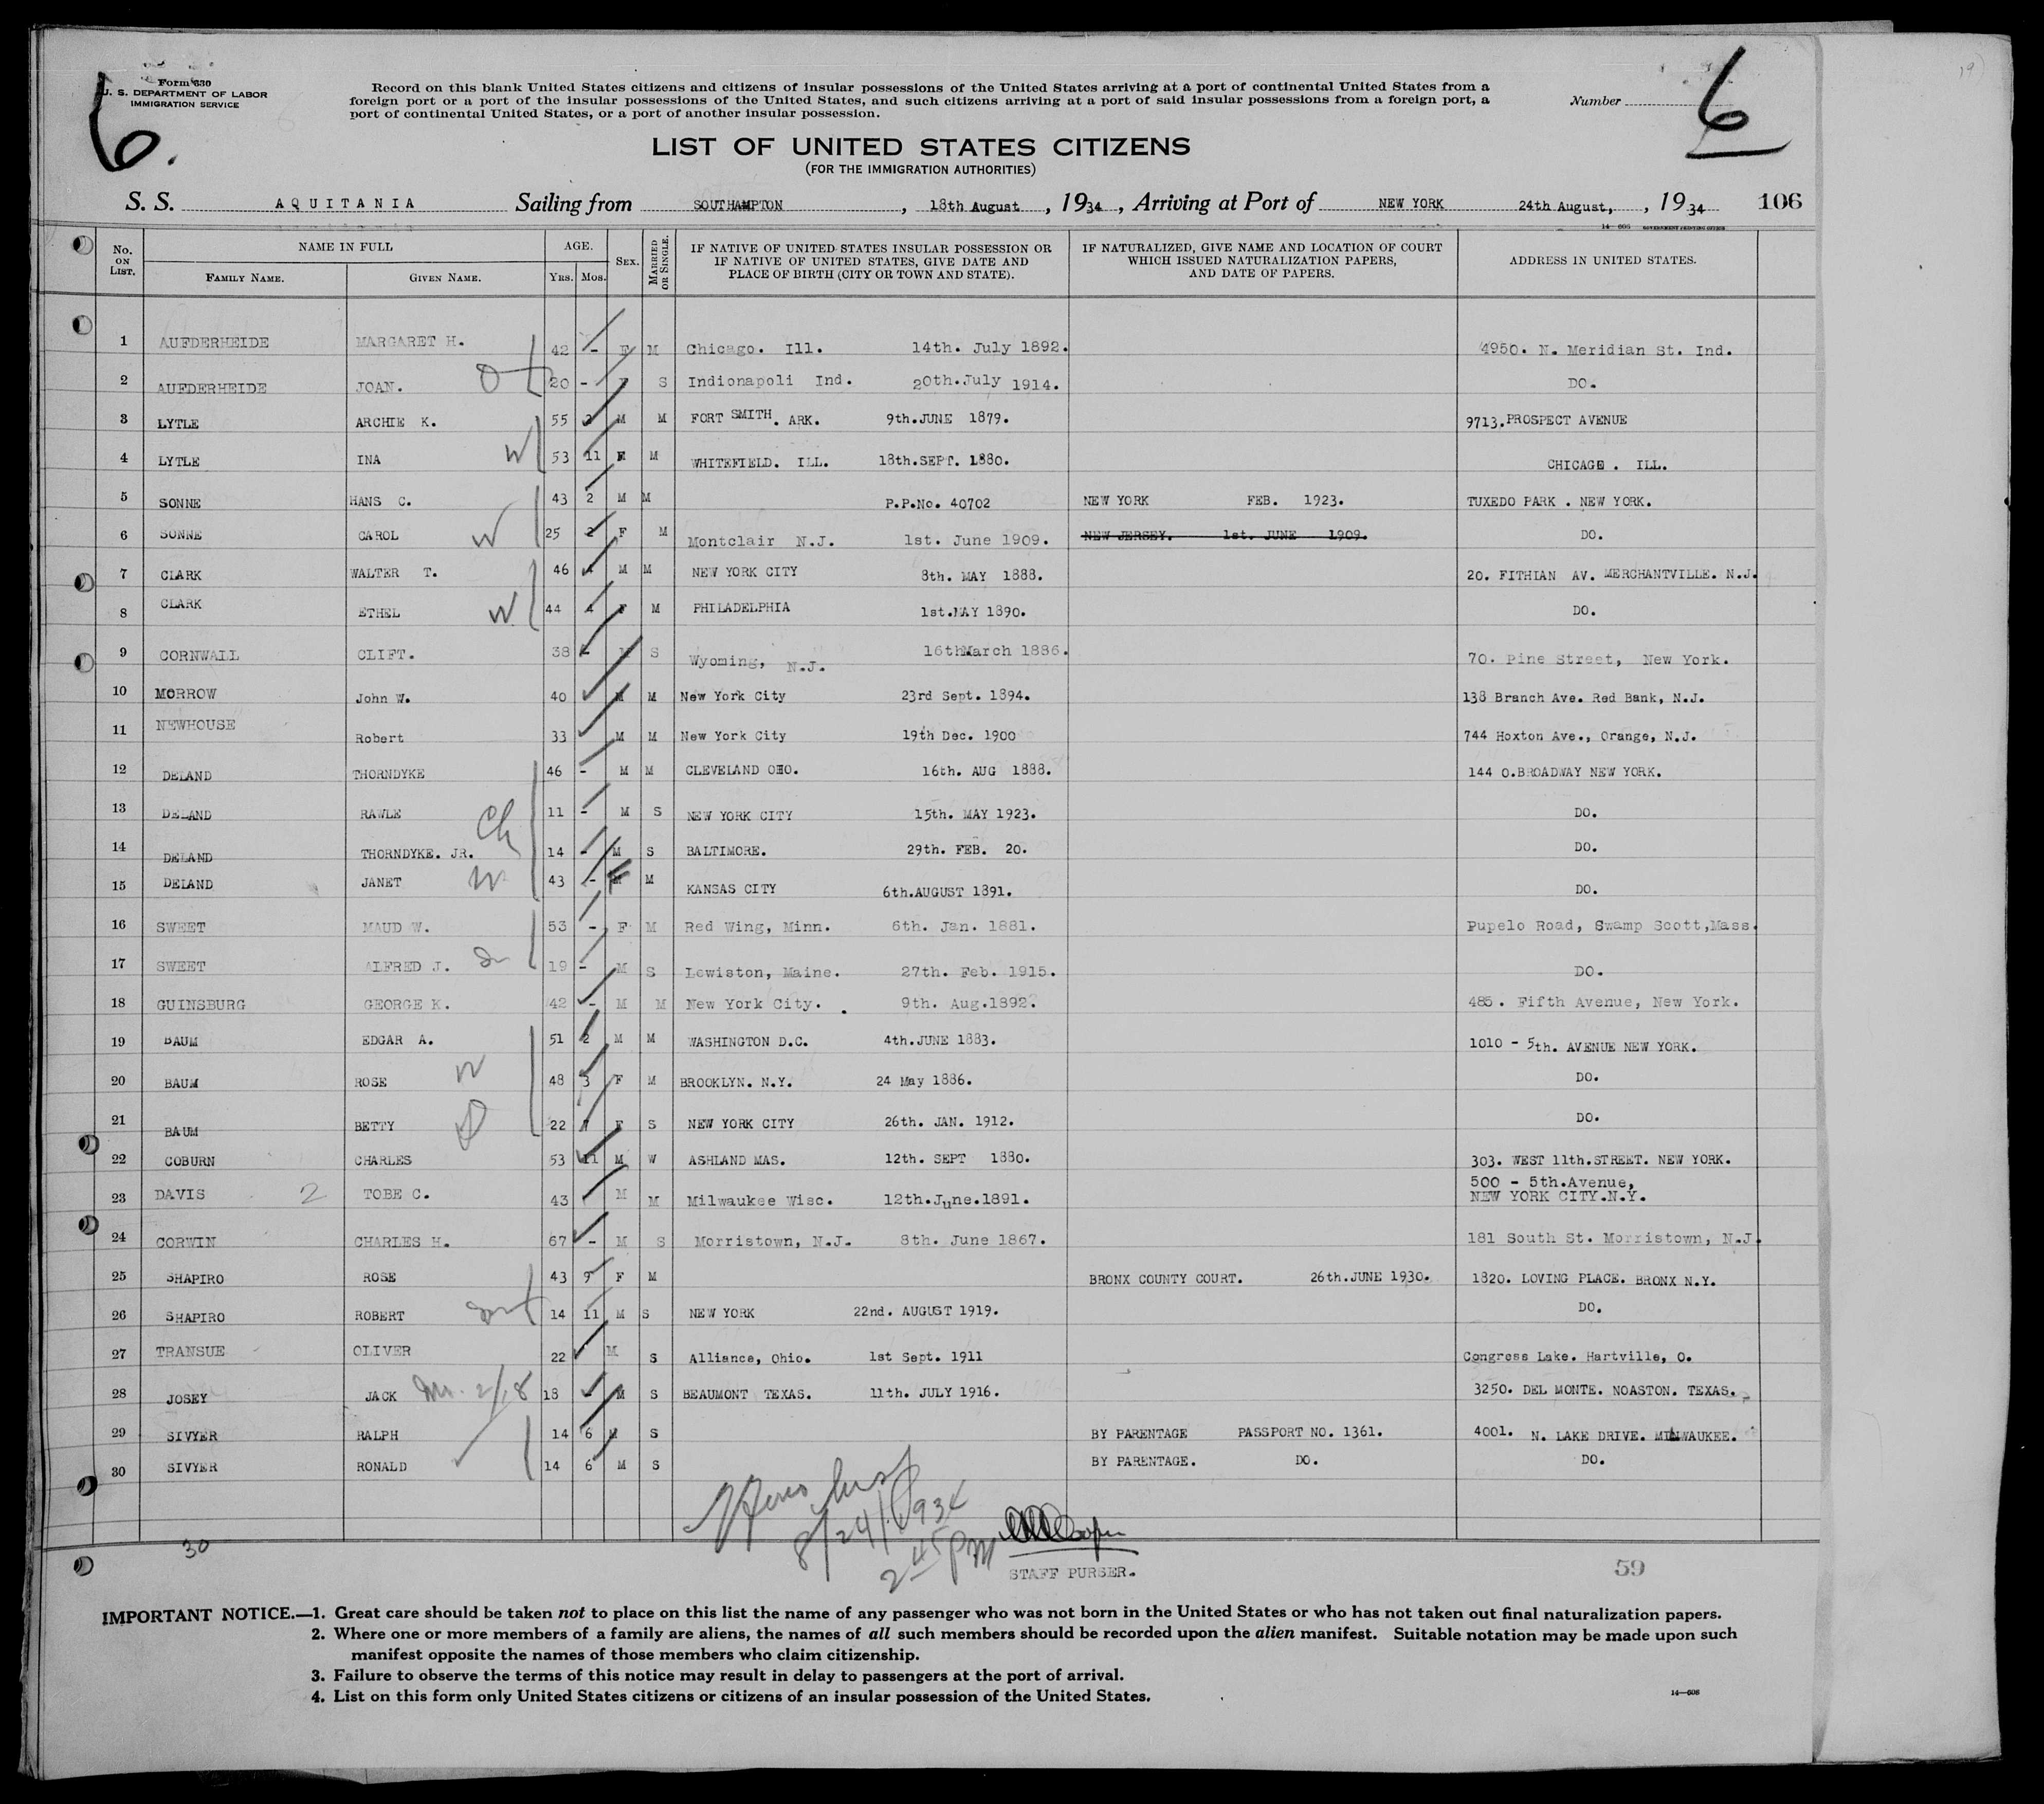 Form 630
U. S. DEPARTMENT OF LABOR
IMMIGRATION SERVICE
6.
Record on this blank United States citizens and citizens of insular possessions of the United States arriving at a port of continental United States from a
foreign port or a port of the insular possessions of the United States, and such citizens arriving at a port of said insular possessions from a foreign port, a
port of continental United States, or a port of another insular possession.
Number
6
LIST OF UNITED STATES CITIZENS
(FOR THE IMMIGRATION AUTHORITIES)
S. S. AQUITANIA Sailing from SOUTHAMPTON, 18th August, 1934, Arriving at Port of NEW YORK 24th August,, 1934 106
No. ON LIST. NAME IN FULL FAMILY NAME. GIVEN NAME. AGE. YRS. MOS. SEX. MARRIED OR SINGLE. IF NATIVE OF UNITED STATES INSULAR POSSESSION OR IF NATIVE OF UNITED STATES, GIVE DATE AND PLACE OF BIRTH (CITY OR TOWN AND STATE). IF NATURALIZED, GIVE NAME AND LOCATION OF COURT WHICH ISSUED NATURALIZATION PAPERS, AND DATE OF PAPERS. ADDRESS IN UNITED STATES.
1 AUFDERHEIDE MARGARET H. 42 - F M Chicago. Ill. 14th. July 1892. 4950. N. Meridian St. Ind.
2 AUFDERHEIDE JOAN. 20 - F S Indionapoli Ind. 20th.July 1914. DO.
3 LYTLE ARCHIE K. 55 2 M M FORT SMITH. ARK. 9th.JUNE 1879. 9713.PROSPECT AVENUE
4 LYTLE INA W 53 11 F M WHITEFIELD. ILL. 18th.SEPT. 1880. CHICAGO. ILL.
5 SONNE HANS C. 43 2 M M P.P.No. 40702 NEW YORK FEB. 1923. TUXEDO PARK . NEW YORK.
6 SONNE CAROL W 25 2 F M Montclair N.J. 1st. June 1909. NEW JERSEY. 1st. JUNE 1909. DO.
7 CLARK WALTER T. 46 M M NEW YORK CITY 8th. MAY 1888. 20. FITHIAN AV. MERCHANTVILLE. N.J.
8 CLARK ETHEL W 44 4 F M PHILADELPHIA 1st.MAY 1890. DO.
9 CORNWALL CLIFT. 38 - M S Wyoming, N.J. 16thMarch 1886. 70. Pine Street, New York.
10 MORROW John W. 40 M M New York City 23rd Sept. 1894. 138 Branch Ave. Red Bank, N.J.
11 NEWHOUSE Robert 33 M M New York City 19th Dec. 1900 744 Hoxton Ave., Orange, N.J.
12 DELAND THORNDYKE 46 - M M CLEVELAND OHO. 16th. AUG 1888. 144 O.BROADWAY NEW YORK.
13 DELAND RAWLE 11 - M S NEW YORK CITY 15th. MAY 1923. DO.
14 DELAND THORNDYKE. JR. Ch 14 - M S BALTIMORE. 29th. FEB. 20. DO.
15 DELAND JANET W 43 - F M KANSAS CITY 6th.AUGUST 1891. DO.
16 SWEET MAUD W. 53 - F M Red Wing, Minn. 6th. Jan. 1881. Pupelo Road, Swamp Scott,Mass.
17 SWEET ALFRED J. 19 - M S Lewiston, Maine. 27th. Feb. 1915. DO.
18 GUINSBURG GEORGE K. 42 - M M New York City. 9th. Aug.1892. 485. Fifth Avenue, New York.
19 BAUM EDGAR A. 51 2 M M WASHINGTON D.C. 4th.JUNE 1883. 1010 - 5th. AVENUE NEW YORK.
20 BAUM ROSE W 48 3 F M BROOKLYN. N.Y. 24 May 1886. DO.
21 BAUM BETTY D 22 7 F S NEW YORK CITY 26th. JAN. 1912. DO.
22 COBURN CHARLES 53 11 M W ASHLAND MAS. 12th. SEPT 1880. 303. WEST 11th.STREET. NEW YORK.
23 DAVIS 2 TOBE C. 43 M M Milwaukee Wisc. 12th.June.1891. 500 - 5th.Avenue,
NEW YORK CITY.N.Y.
24 CORWIN CHARLES H. 67 - M S Morristown, N.J. 8th. June 1867. 181 South St. Morristown, N.J.
25 SHAPIRO ROSE 43 9 F M BRONX COUNTY COURT. 26th.JUNE 1930. 1820. LOVING PLACE. BRONX N.Y.
26 SHAPIRO ROBERT 14 11 M S NEW YORK 22nd. AUGUST 1919. DO.
27 TRANSUE OLIVER 22 M S Alliance, Ohio. 1st Sept. 1911 Congress Lake. Hartville, O.
28 JOSEY JACK 18 - M S BEAUMONT TEXAS. 11th. JULY 1916. 3250. DEL MONTE. NOASTON. TEXAS.
29 SIVYER RALPH 14 6 M S BY PARENTAGE PASSPORT NO. 1361. 4001. N. LAKE DRIVE. MILWAUKEE.
30 SIVYER RONALD 14 6 M S BY PARENTAGE. DO. DO.
8/24/1934
2 45 PM
30
STAFF PURSER.
59
IMPORTANT NOTICE.—1. Great care should be taken not to place on this list the name of any passenger who was not born in the United States or who has not taken out final naturalization papers.
2. Where one or more members of a family are aliens, the names of all such members should be recorded upon the alien manifest. Suitable notation may be made upon such
manifest opposite the names of those members who claim citizenship.
3. Failure to observe the terms of this notice may result in delay to passengers at the port of arrival.
4. List on this form only United States citizens or citizens of an insular possession of the United States.
14—606